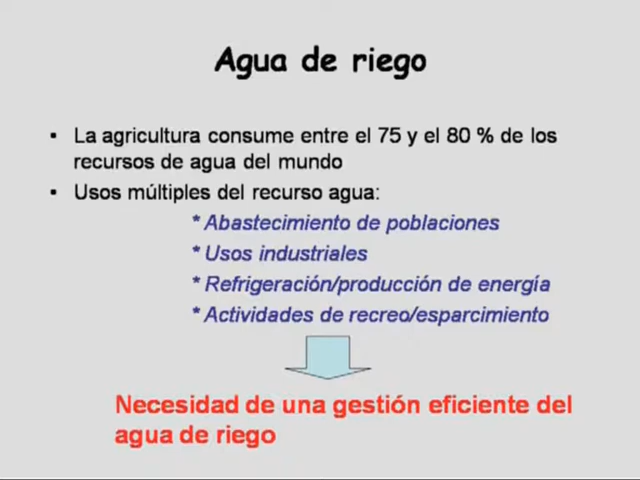 Agua de riego
▪ La agricultura consume entre el 75 y el 80 % de los
recursos de agua del mundo
▪ Usos múltiples del recurso agua:
* Abastecimiento de poblaciones
* Usos industriales
* Refrigeración/producción de energía
* Actividades de recreo/esparcimiento
Necesidad de una gestión eficiente del
agua de riego